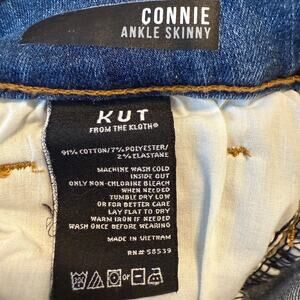 CONNIE
ANKLE SKINNY
KUT
FROM THE KLOTH®
91% COTTON/7% POLYESTER/
2% ELASTANE
MACHINE WASH COLD
INSIDE OUT
ONLY NON-CHLORINE BLEACH
WHEN NEEDED
TUMBLE DRY LOW
OR FOR BETTER CARE
LAY FLAT TO DRY
WARM IRON IF NEEDED
WASH ONCE BEFORE WEARING
MADE IN VIETNAM
RN# 58539
or